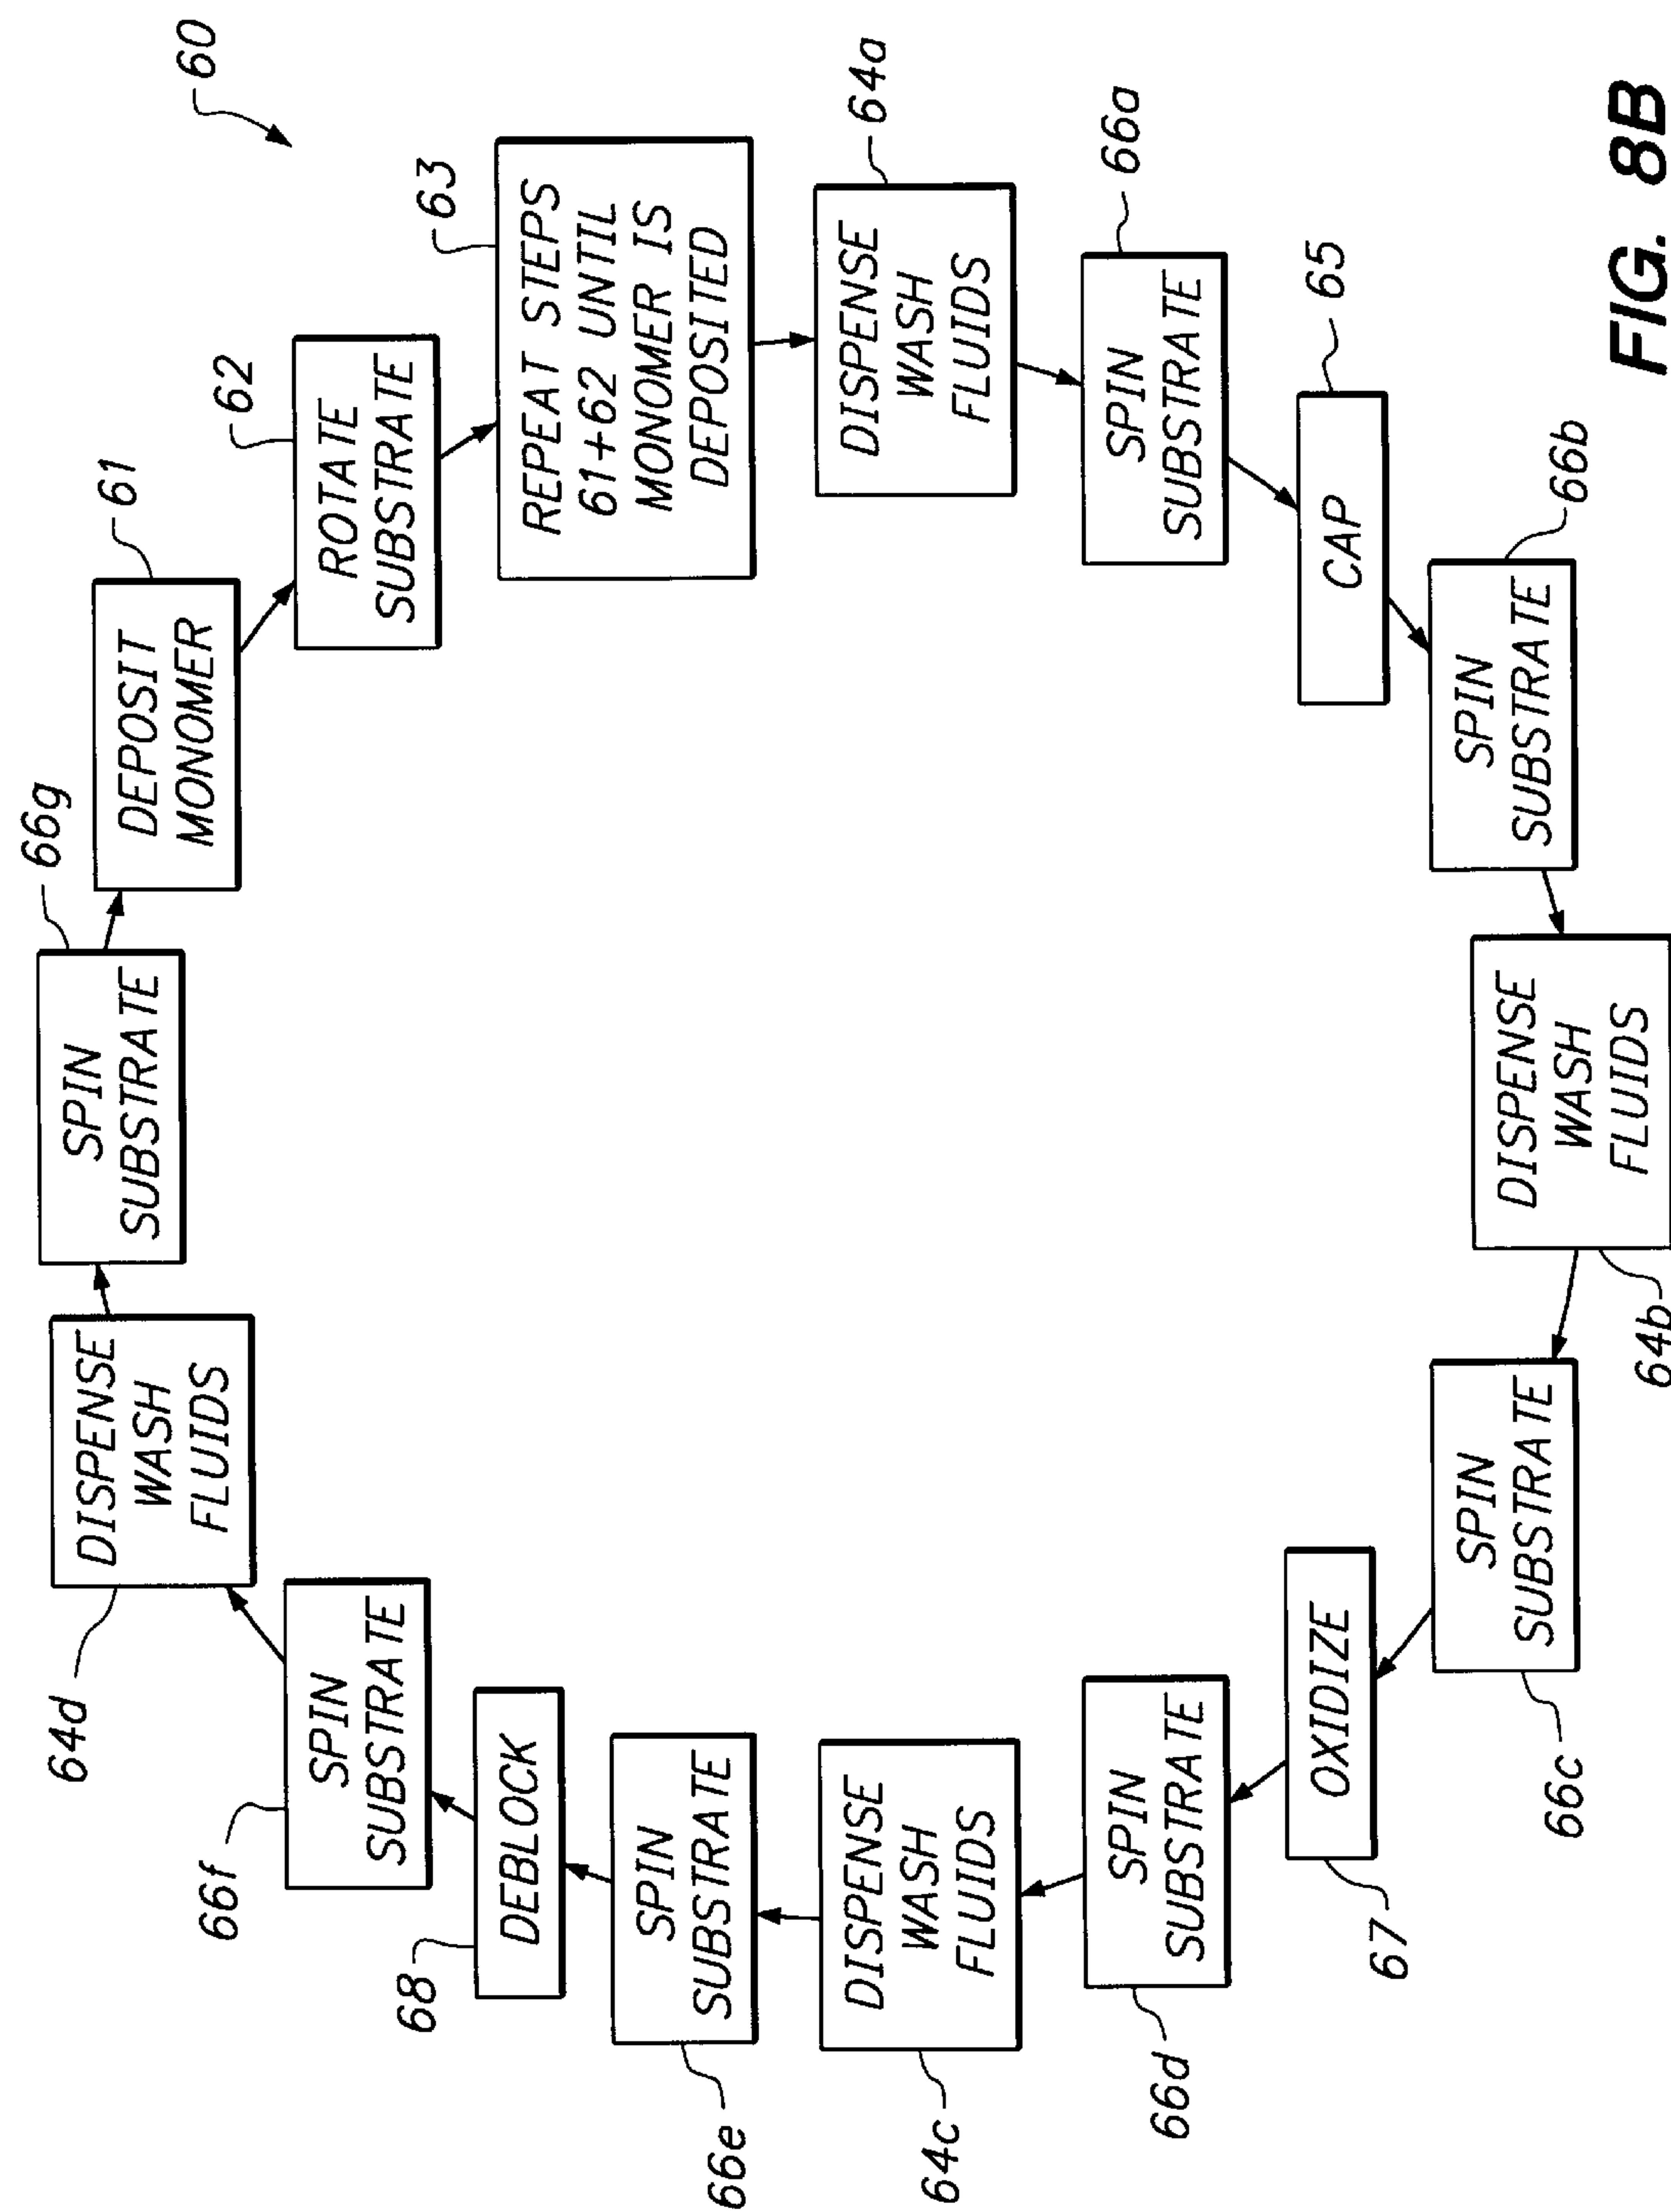 60
61
DEPOSIT
MONOMER
62
ROTATE
SUBSTRATE
63
REPEAT STEPS
61+62 UNTIL
MONOMER IS
DEPOSITED
64a
DISPENSE
WASH
FLUIDS
66a
SPIN
SUBSTRATE
65
CAP
66b
SPIN
SUBSTRATE
64b
DISPENSE
WASH
FLUIDS
66c
SPIN
SUBSTRATE
67
OXIDIZE
66d
SPIN
SUBSTRATE
64c
DISPENSE
WASH
FLUIDS
66e
SPIN
SUBSTRATE
68
DEBLOCK
66f
SPIN
SUBSTRATE
64d
DISPENSE
WASH
FLUIDS
66g
SPIN
SUBSTRATE
FIG. 8B